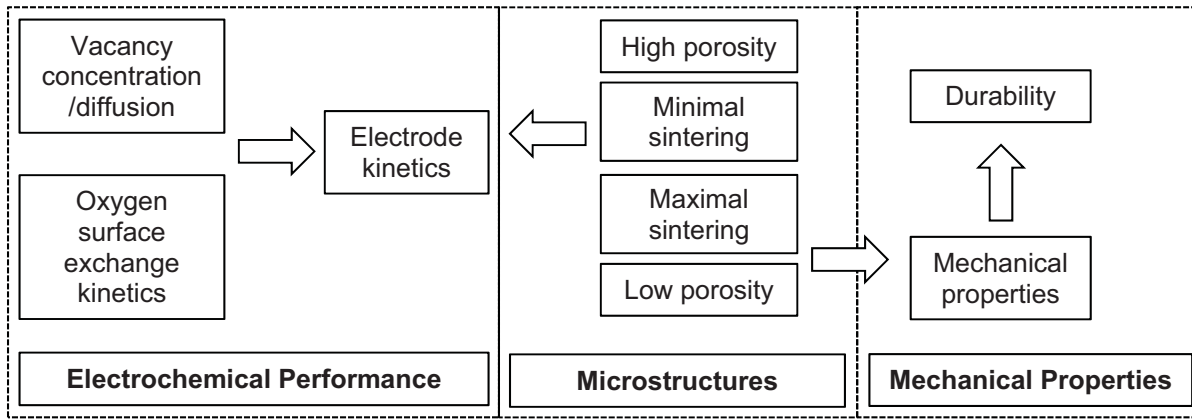 Vacancy
concentration
/diffusion
Oxygen
surface
exchange
kinetics
Electrode
kinetics
Electrochemical Performance
High porosity
Minimal
sintering
Maximal
sintering
Low porosity
Microstructures
Durability
Mechanical
properties
Mechanical Properties